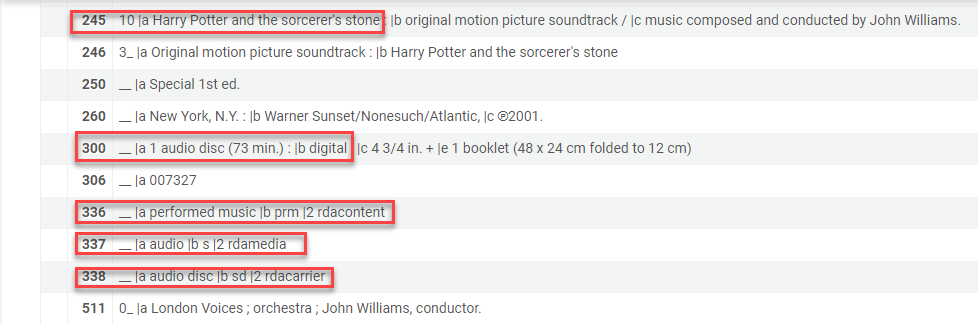 245 10 |a Harry Potter and the sorcerer's stone : |b original motion picture soundtrack / |c music composed and conducted by John Williams.
246 3_ |a Original motion picture soundtrack : |b Harry Potter and the sorcerer's stone
250 __ |a Special 1st ed.
260 __ |a New York, N.Y. : |b Warner Sunset/Nonesuch/Atlantic, |c ℗2001.
300 __ |a 1 audio disc (73 min.) : |b digital |c 4 3/4 in. + |e 1 booklet (48 x 24 cm folded to 12 cm)
306 __ |a 007327
336 __ |a performed music |b prm |2 rdacontent
337 __ |a audio |b s |2 rdamedia
338 __ |a audio disc |b sd |2 rdacarrier
511 0_ |a London Voices ; orchestra ; John Williams, conductor.